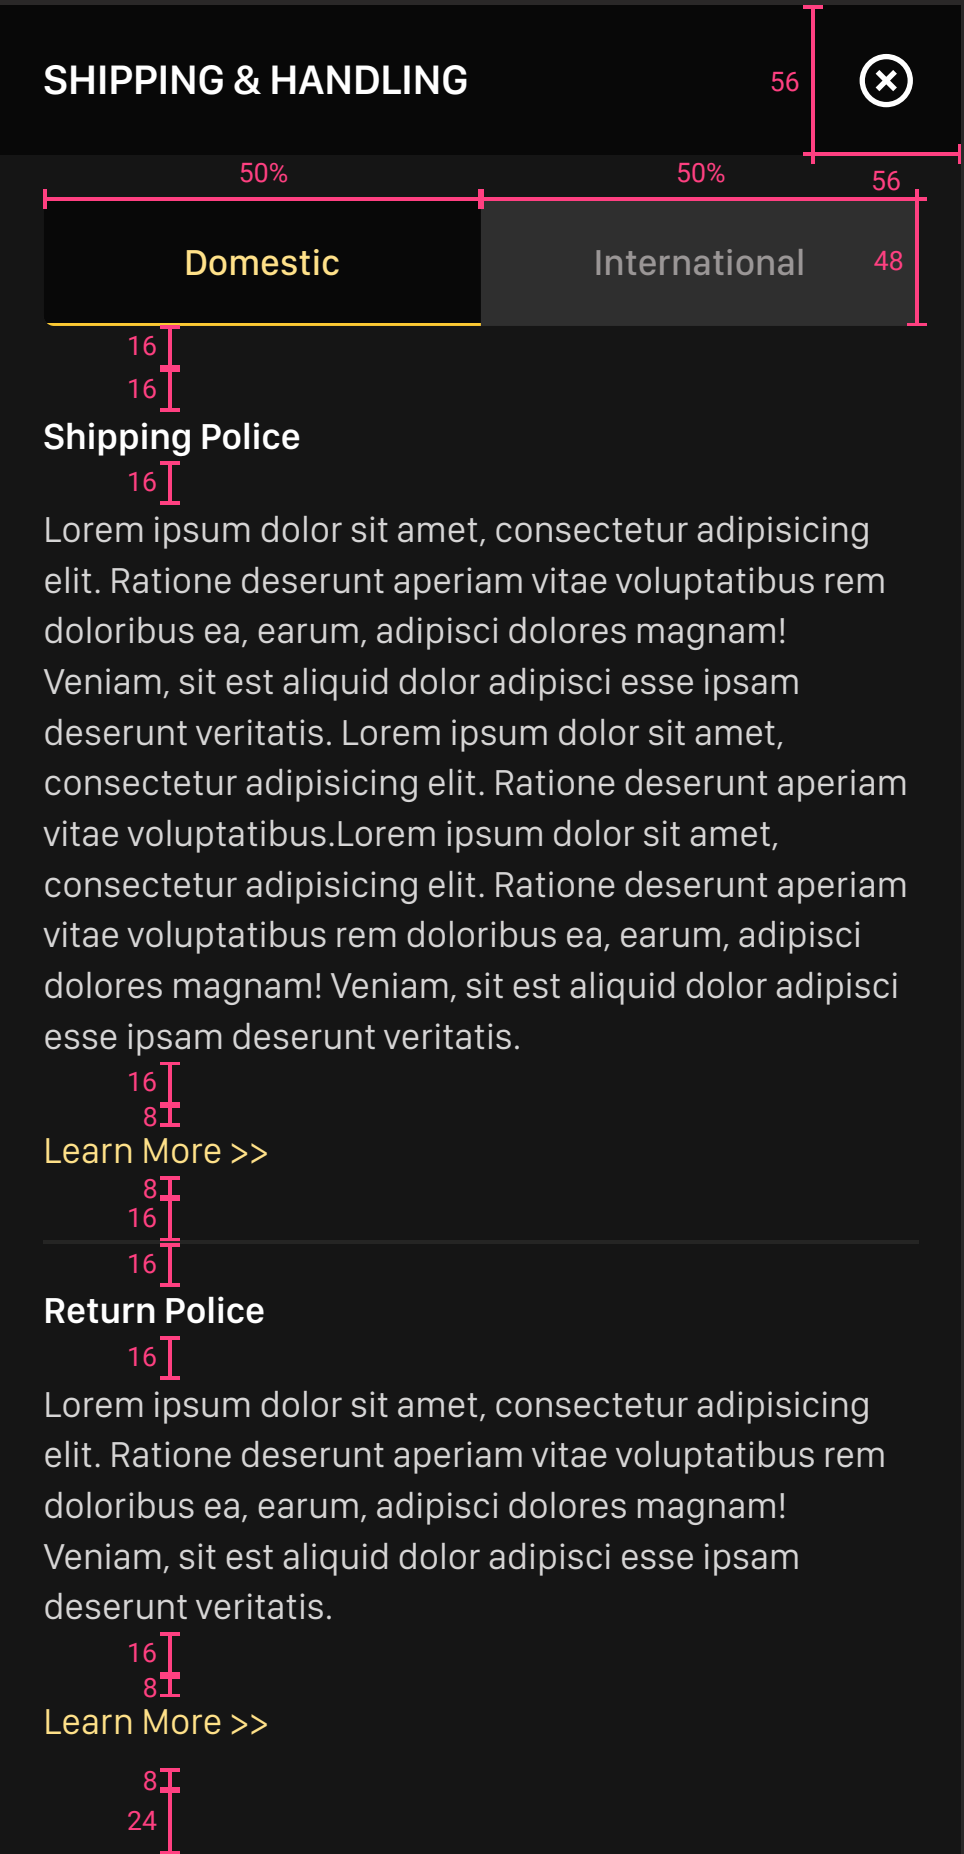 SHIPPING & HANDLING
56
50%
50%
56
Domestic
International
48
16
16
Shipping Police
16
Lorem ipsum dolor sit amet, consectetur adipisicing
elit. Ratione deserunt aperiam vitae voluptatibus rem
doloribus ea, earum, adipisci dolores magnam!
Veniam, sit est aliquid dolor adipisci esse ipsam
deserunt veritatis. Lorem ipsum dolor sit amet,
consectetur adipisicing elit. Ratione deserunt aperiam
vitae voluptatibus.Lorem ipsum dolor sit amet,
consectetur adipisicing elit. Ratione deserunt aperiam
vitae voluptatibus rem doloribus ea, earum, adipisci
dolores magnam! Veniam, sit est aliquid dolor adipisci
esse ipsam deserunt veritatis.
16
8
Learn More >>
8
16
16
Return Police
16
Lorem ipsum dolor sit amet, consectetur adipisicing
elit. Ratione deserunt aperiam vitae voluptatibus rem
doloribus ea, earum, adipisci dolores magnam!
Veniam, sit est aliquid dolor adipisci esse ipsam
deserunt veritatis.
16
8
Learn More >>
8
24